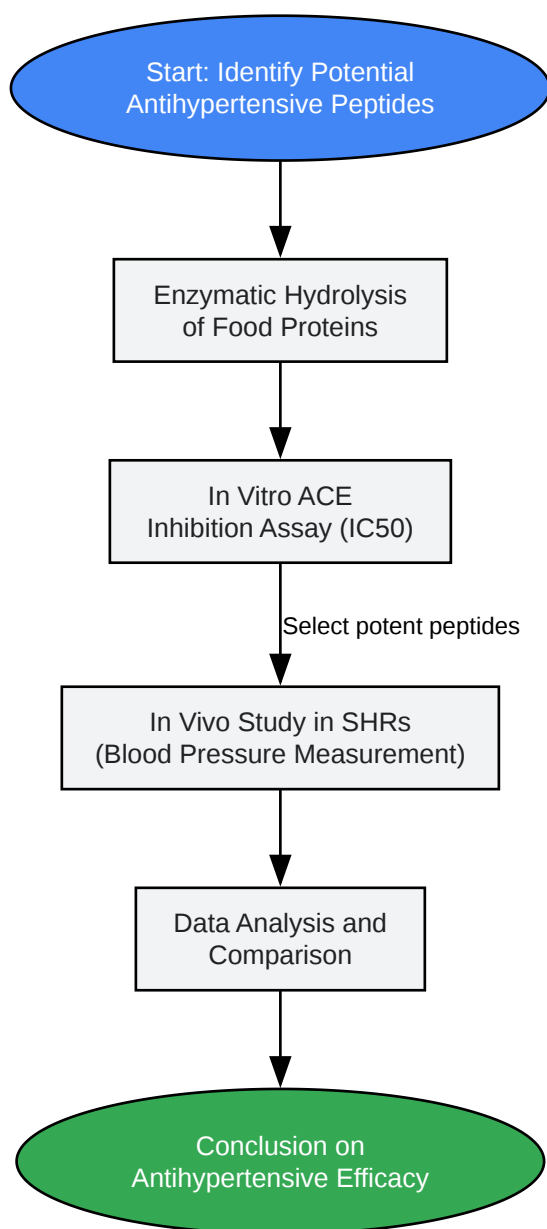 Start: Identify Potential
Antihypertensive Peptides
Enzymatic Hydrolysis
of Food Proteins
In Vitro ACE
Inhibition Assay (IC50)
Select potent peptides
In Vivo Study in SHRs
(Blood Pressure Measurement)
Data Analysis and
Comparison
Conclusion on
Antihypertensive Efficacy